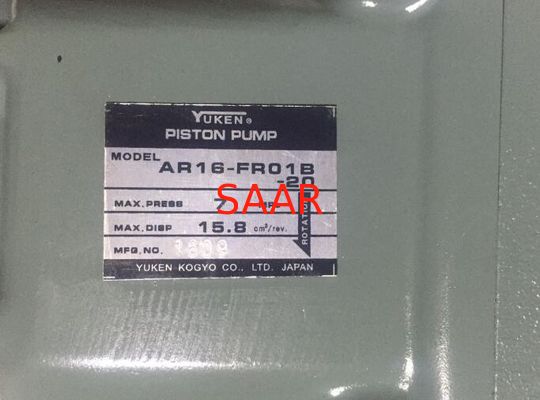 YUKEN®
PISTON PUMP
MODEL AR16-FR01B
-20
SAAR
MAX. PRESS 7
MAX. DISP 15.8 cm³/rev.
ROTATION
MFG. NO.
YUKEN KOGYO CO., LTD. JAPAN